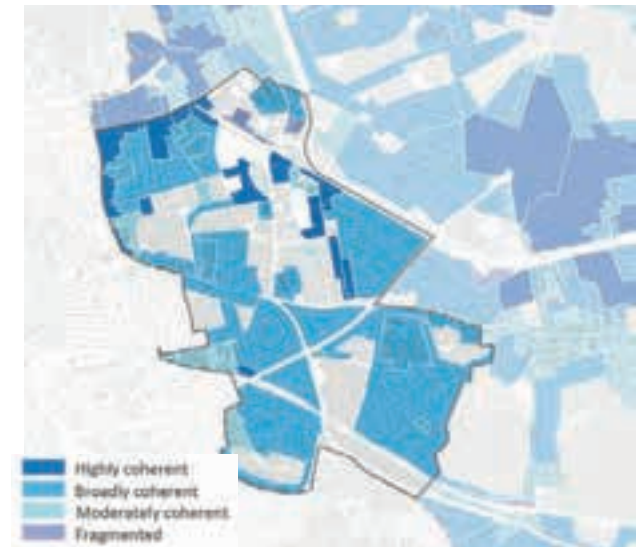 Highly coherent
Broadly coherent
Moderately coherent
Fragmented